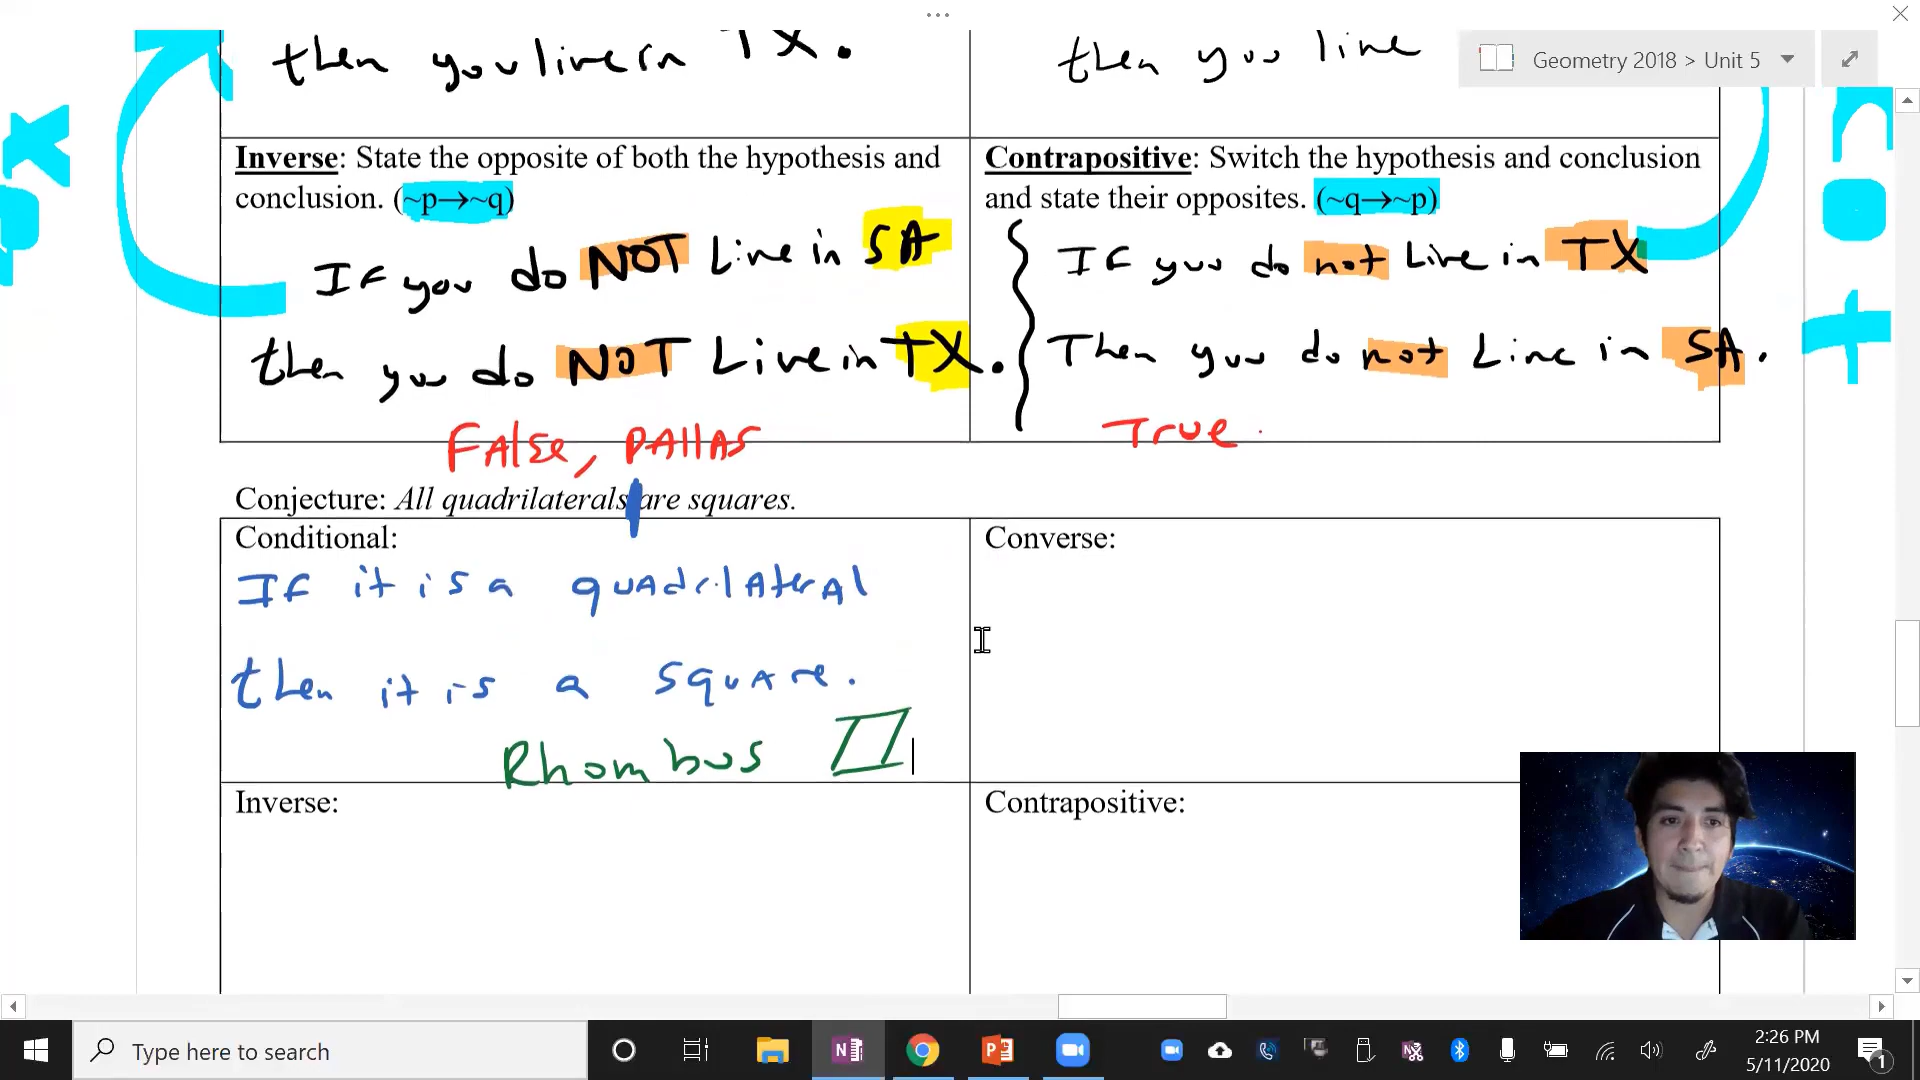 then you live in TX.
then you live
Geometry 2018 > Unit 5
Inverse: State the opposite of both the hypothesis and
conclusion. (~p→~q)
If you do NOT Live in SA
then you do NOT Live in TX.
False, DAllAS
Contrapositive: Switch the hypothesis and conclusion
and state their opposites. (~q→~p)
If you do not Live in TX
Then you do not Line in SA.
True.
Conjecture: All quadrilaterals are squares.
Conditional:
If it is a quadrilateral
then it is a square.
Rhombus
Converse:
Inverse:
Contrapositive:
Type here to search
2:26 PM
5/11/2020
1